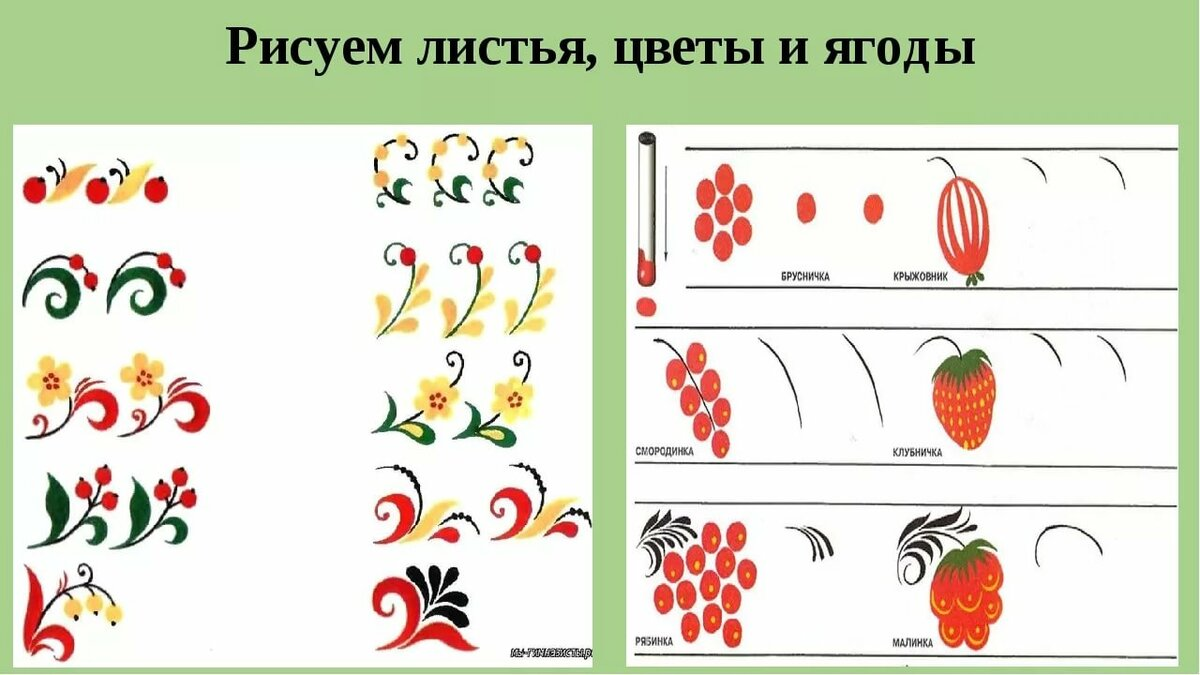 Рисуем листья, цветы и ягоды
БРУСНИЧКА
КРЫЖОВНИК
СМОРОДИНКА
КЛУБНИЧКА
РЯБИНКА
МАЛИНКА